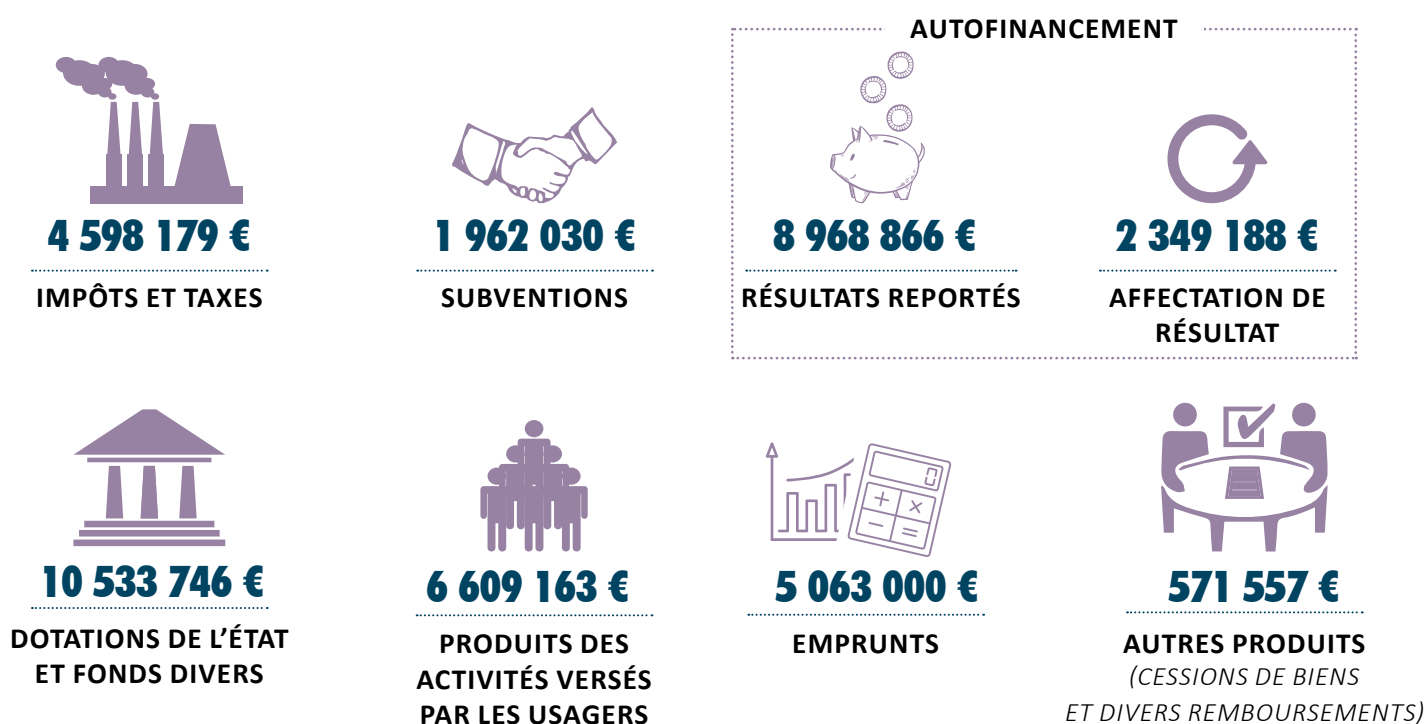 AUTOFINANCEMENT
4 598 179 €
IMPÔTS ET TAXES
1 962 030 €
SUBVENTIONS
8 968 866 €
RÉSULTATS REPORTÉS
2 349 188 €
AFFECTATION DE
RÉSULTAT
10 533 746 €
DOTATIONS DE L’ÉTAT
ET FONDS DIVERS
6 609 163 €
PRODUITS DES
ACTIVITÉS VERSÉS
PAR LES USAGERS
0
+ ×
− =
5 063 000 €
EMPRUNTS
571 557 €
AUTRES PRODUITS
(CESSIONS DE BIENS
ET DIVERS REMBOURSEMENTS)